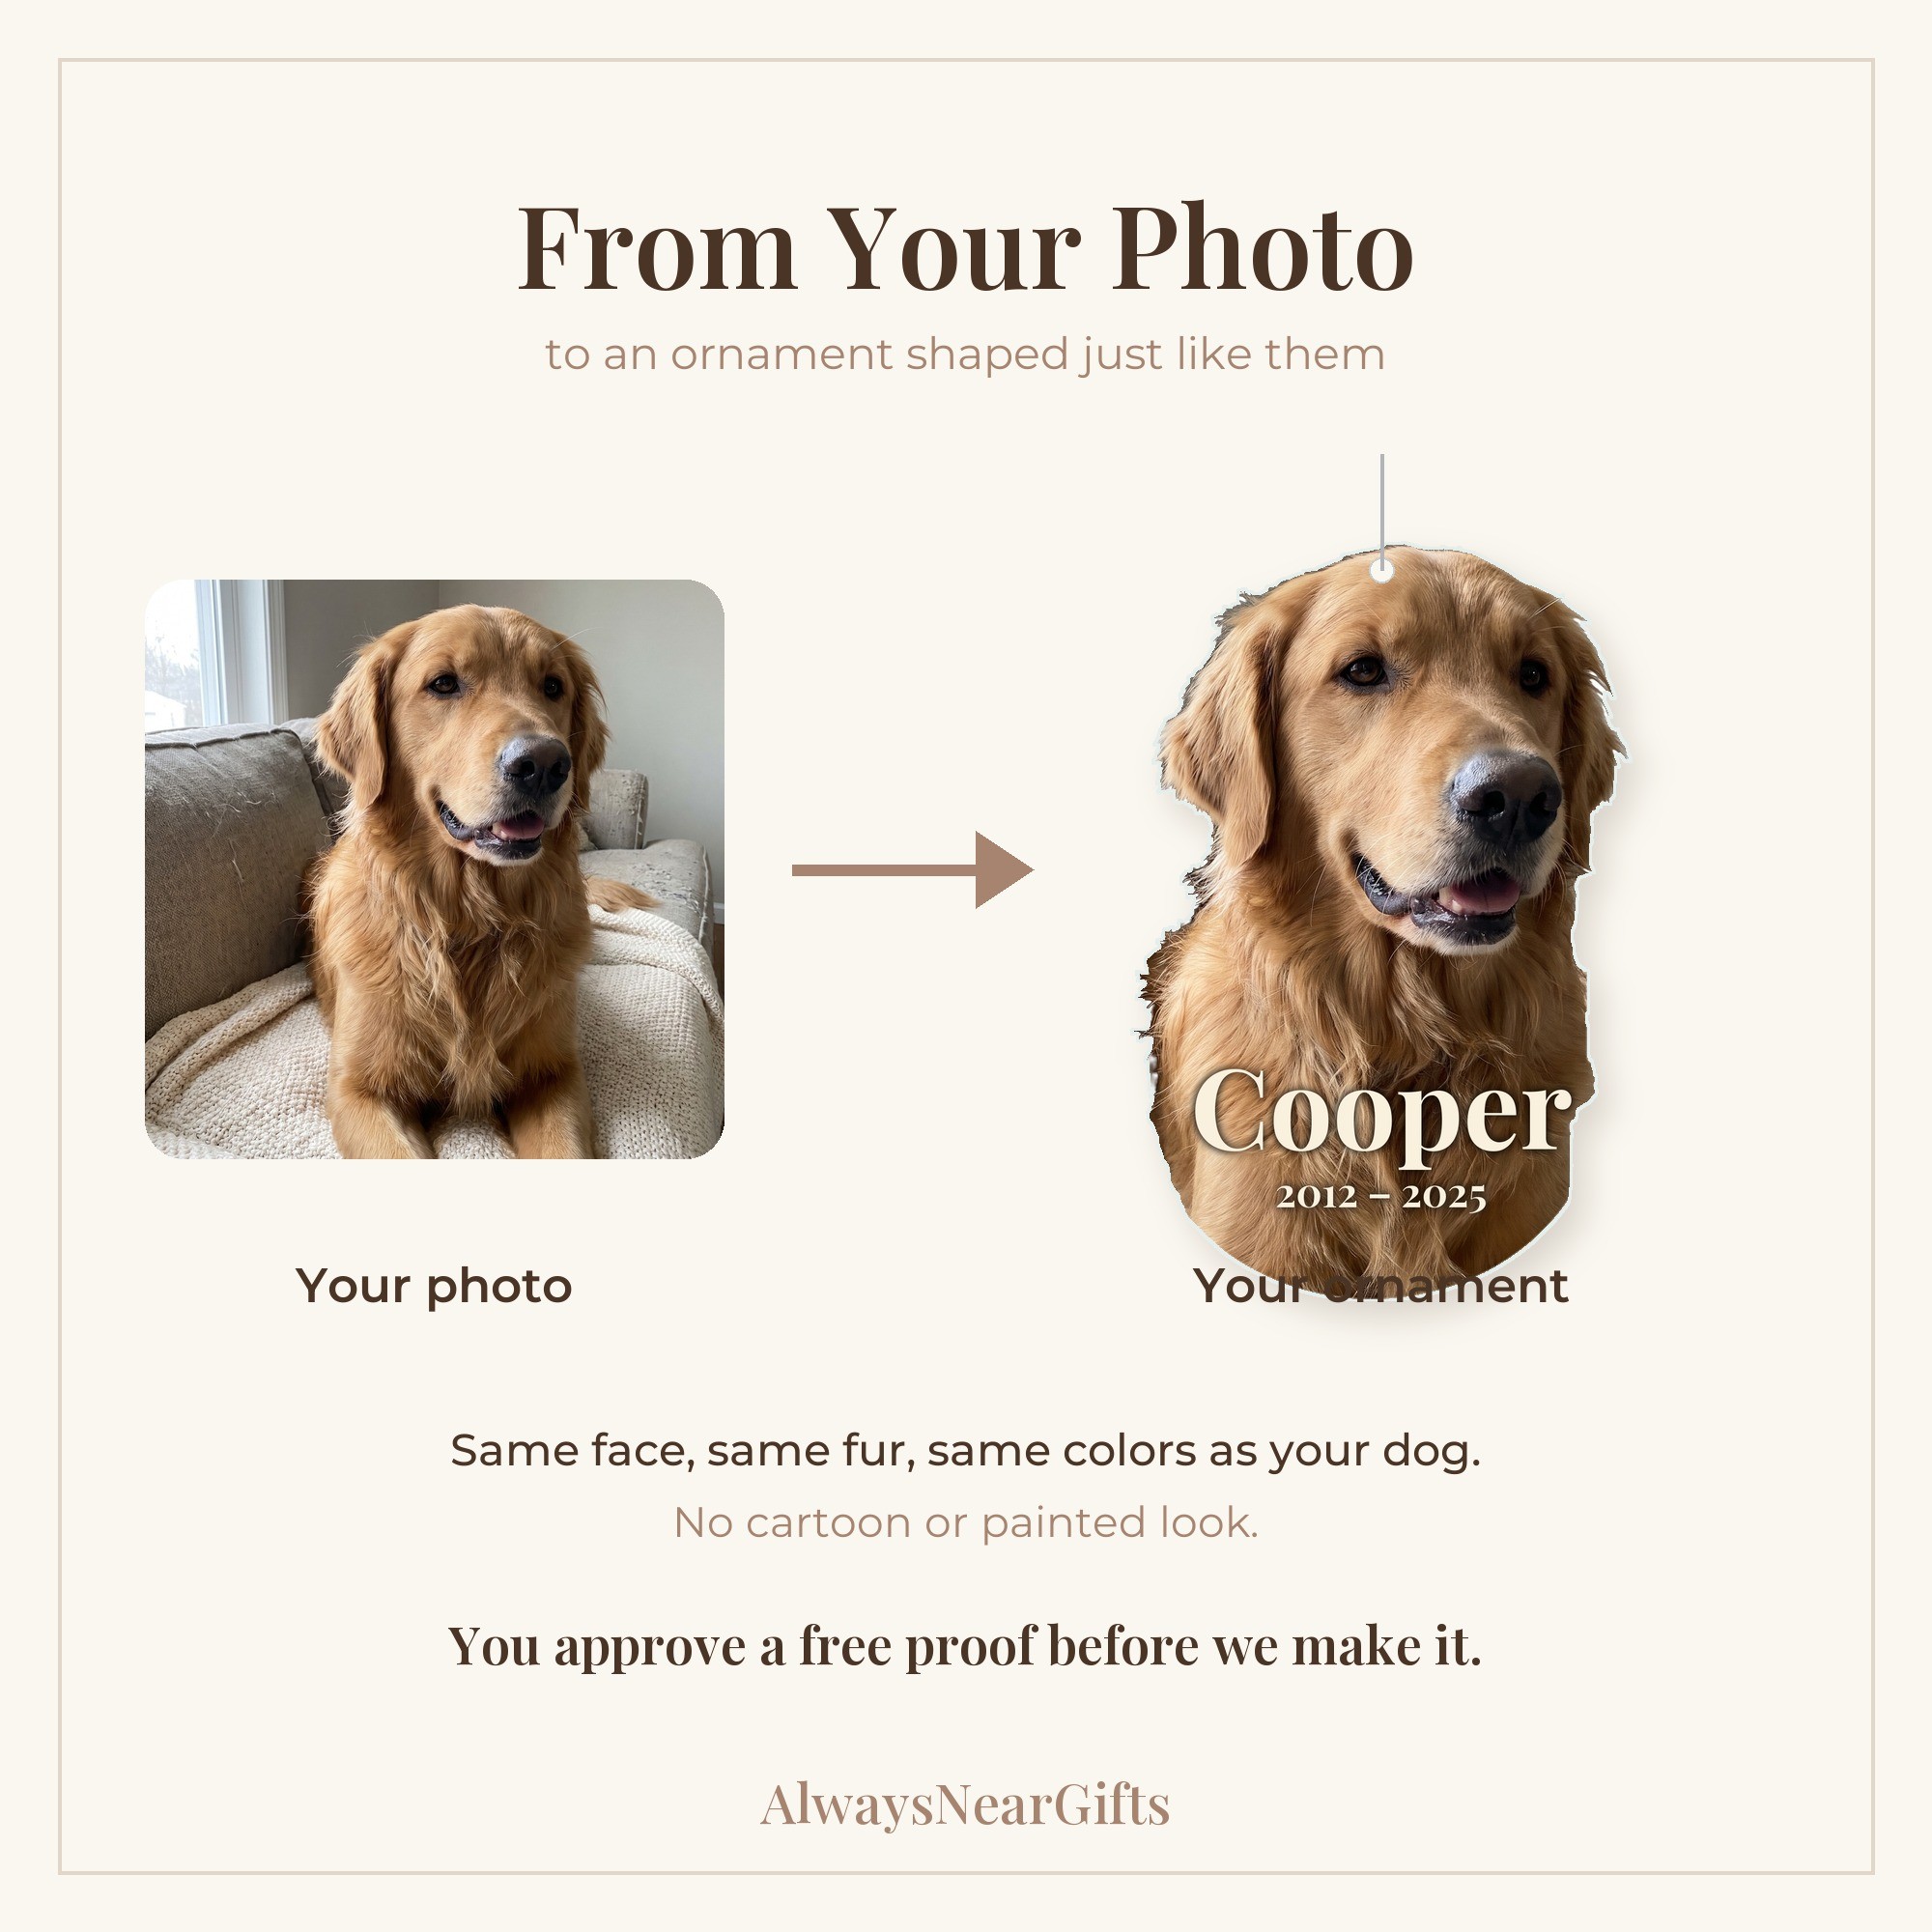 From Your Photo
to an ornament shaped just like them
Cooper
2012 – 2025
Your photo
Your ornament
Same face, same fur, same colors as your dog.
No cartoon or painted look.
You approve a free proof before we make it.
AlwaysNearGifts